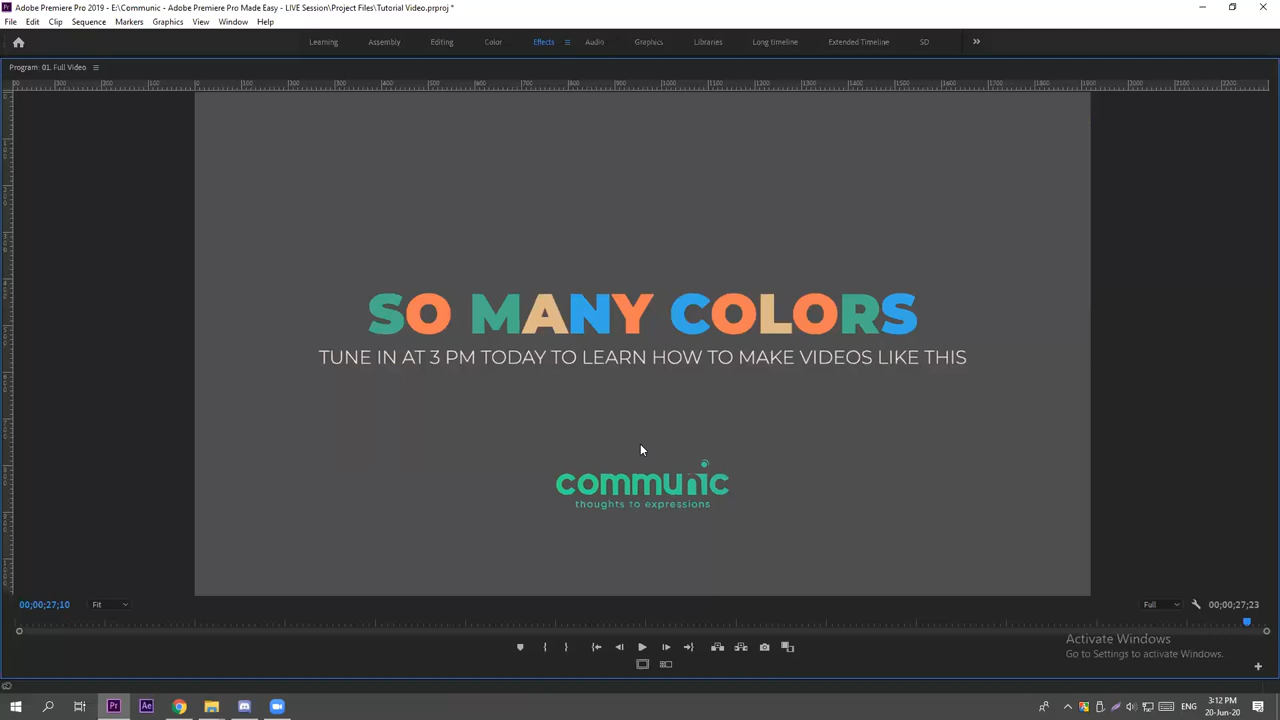 Adobe Premiere Pro 2019 - E:\Communic - Adobe Premiere Pro Made Easy - LIVE Session\Project Files\Tutorial Video.prproj *
File Edit Clip Sequence Markers Graphics View Window Help
Learning Assembly Editing Color Effects Audio Graphics Libraries Long timeline Extended Timeline SD
Program: 01. Full Video
SO MANY COLORS
TUNE IN AT 3 PM TODAY TO LEARN HOW TO MAKE VIDEOS LIKE THIS
communic
thoughts to expressions
00;00;27;10 Fit Full 00;00;27;23
Activate Windows
Go to Settings to activate Windows.
ENG 3:12 PM
20-Jun-20